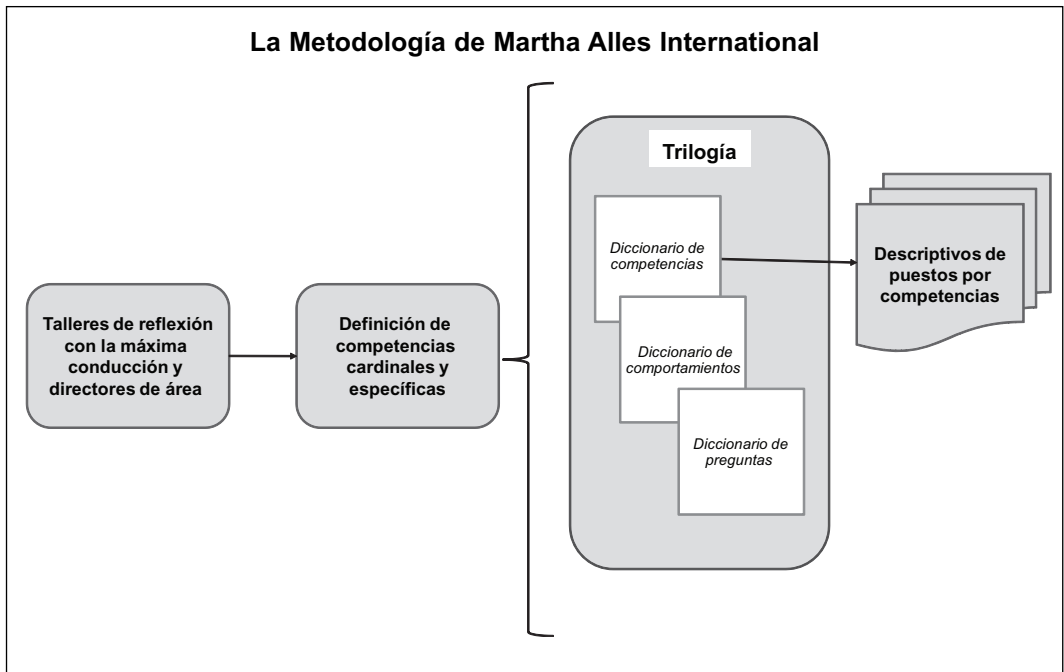 La Metodología de Martha Alles International
Talleres de reflexión
con la máxima
conducción y
directores de área
Definición de
competencias
cardinales y
específicas
Trilogía
Diccionario de
competencias
Diccionario de
comportamientos
Diccionario de
preguntas
Descriptivos de
puestos por
competencias